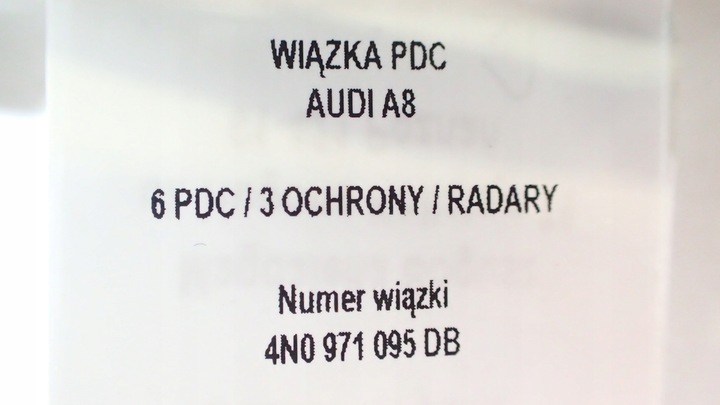 WIĄZKA PDC
AUDI A8
6 PDC / 3 OCHRONY / RADARY
Numer wiązki
4N0 971 095 DB